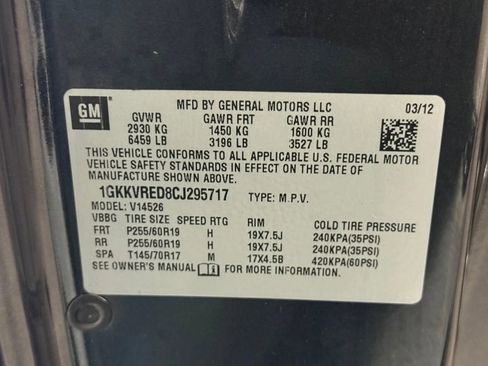 GM
MFD BY GENERAL MOTORS LLC 03/12
GVWR GAWR FRT GAWR RR
2930 KG 1450 KG 1600 KG
6459 LB 3196 LB 3527 LB
THIS VEHICLE CONFORMS TO ALL APPLICABLE U.S. FEDERAL MOTOR
VEHICLE SAFETY STANDARDS IN EFFECT ON THE DATE OF
MANUFACTURE SHOWN ABOVE.
1GKKVRED8CJ295717 TYPE: M.P.V.
MODEL: V14526
VBBG TIRE SIZE SPEED RTG RIM COLD TIRE PRESSURE
FRT P255/60R19 H 19X7.5J 240KPA(35PSI)
RR P255/60R19 H 19X7.5J 240KPA(35PSI)
SPA T145/70R17 M 17X4.5B 420KPA(60PSI)
SEE OWNER'S MANUAL FOR MORE INFORMATION.